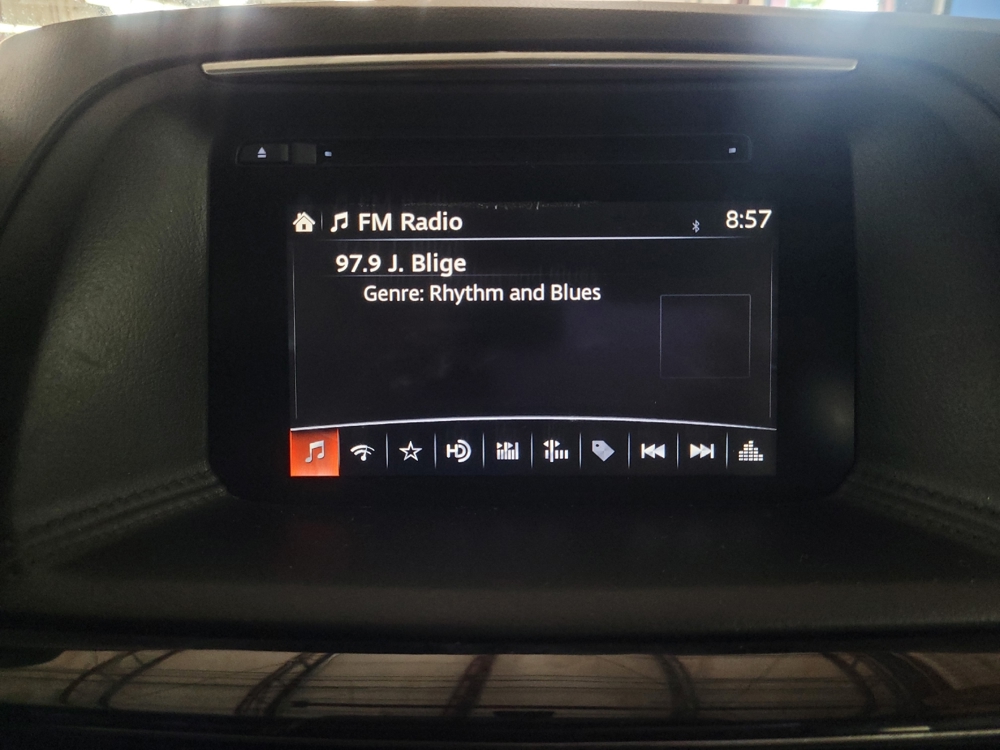 FM Radio
8:57
97.9 J. Blige
Genre: Rhythm and Blues
HD